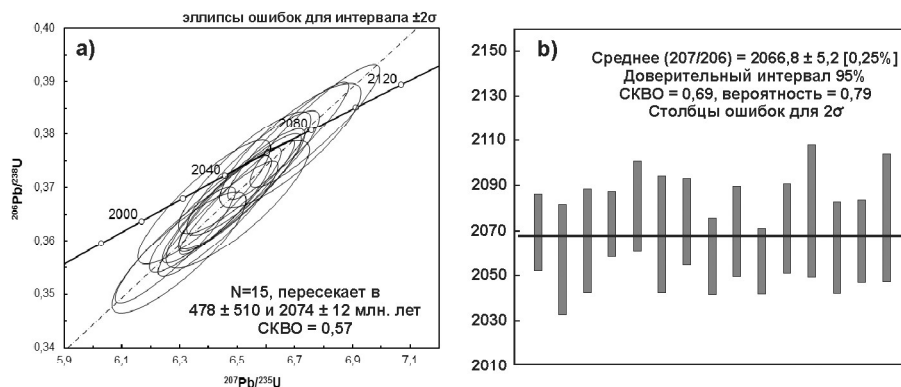 эллипсы ошибок для интервала ±2σ
a)
0,40
0,39
0,38
0,37
0,36
0,35
0,34
²⁰⁶Pb/²³⁸U
2120
2080
2040
2000
N=15, пересекает в
478 ± 510 и 2074 ± 12 млн. лет
СКВО = 0,57
5,9 6,1 6,3 6,5 6,7 6,9 7,1
²⁰⁷Pb/²³⁵U
b)
Среднее (207/206) = 2066,8 ± 5,2 [0,25%]
Доверительный интервал 95%
СКВО = 0,69, вероятность = 0,79
Столбцы ошибок для 2σ
2150
2130
2110
2090
2070
2050
2030
2010